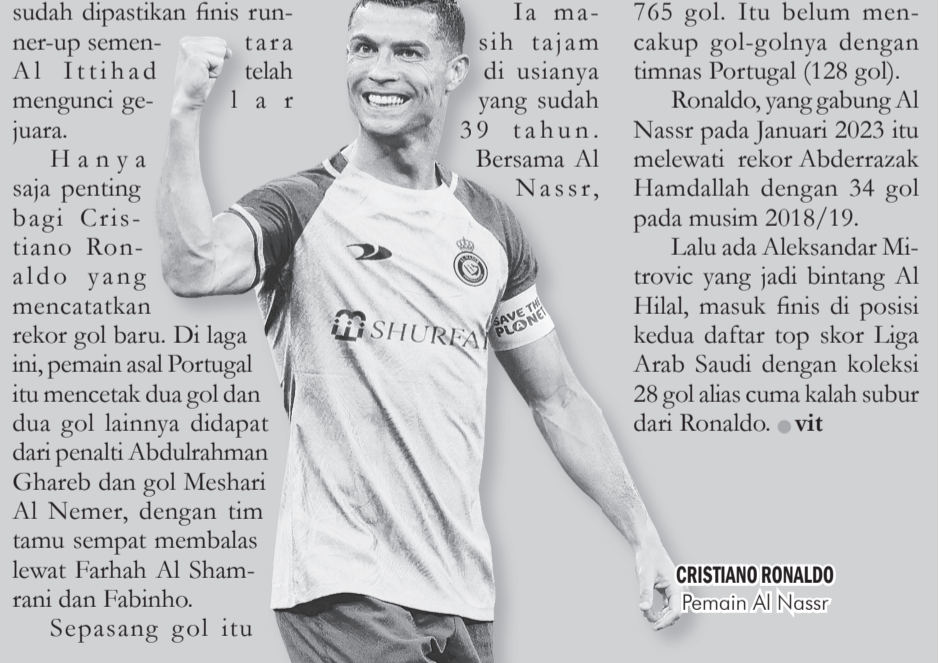 sudah dipastikan finis run-
ner-up semen- tara
Al Ittihad telah
mengunci ge- lar
juara.
Hanya
saja penting
bagi Cris-
tiano Ron-
aldo yang
mencatatkan
rekor gol baru. Di laga
ini, pemain asal Portugal
itu mencetak dua gol dan
dua gol lainnya didapat
dari penalti Abdulrahman
Ghareb dan gol Meshari
Al Nemer, dengan tim
tamu sempat membalas
lewat Farhah Al Sham-
rani dan Fabinho.
Sepasang gol itu
Ia ma-
sih tajam
di usianya
yang sudah
39 tahun.
Bersama Al
Nassr,
SHURFA
SAVE THE
PLANET
765 gol. Itu belum men-
cakup gol-golnya dengan
timnas Portugal (128 gol).
Ronaldo, yang gabung Al
Nassr pada Januari 2023 itu
melewati rekor Abderrazak
Hamdallah dengan 34 gol
pada musim 2018/19.
Lalu ada Aleksandar Mi-
trovic yang jadi bintang Al
Hilal, masuk finis di posisi
kedua daftar top skor Liga
Arab Saudi dengan koleksi
28 gol alias cuma kalah subur
dari Ronaldo. ● vit
CRISTIANO RONALDO
Pemain Al Nassr